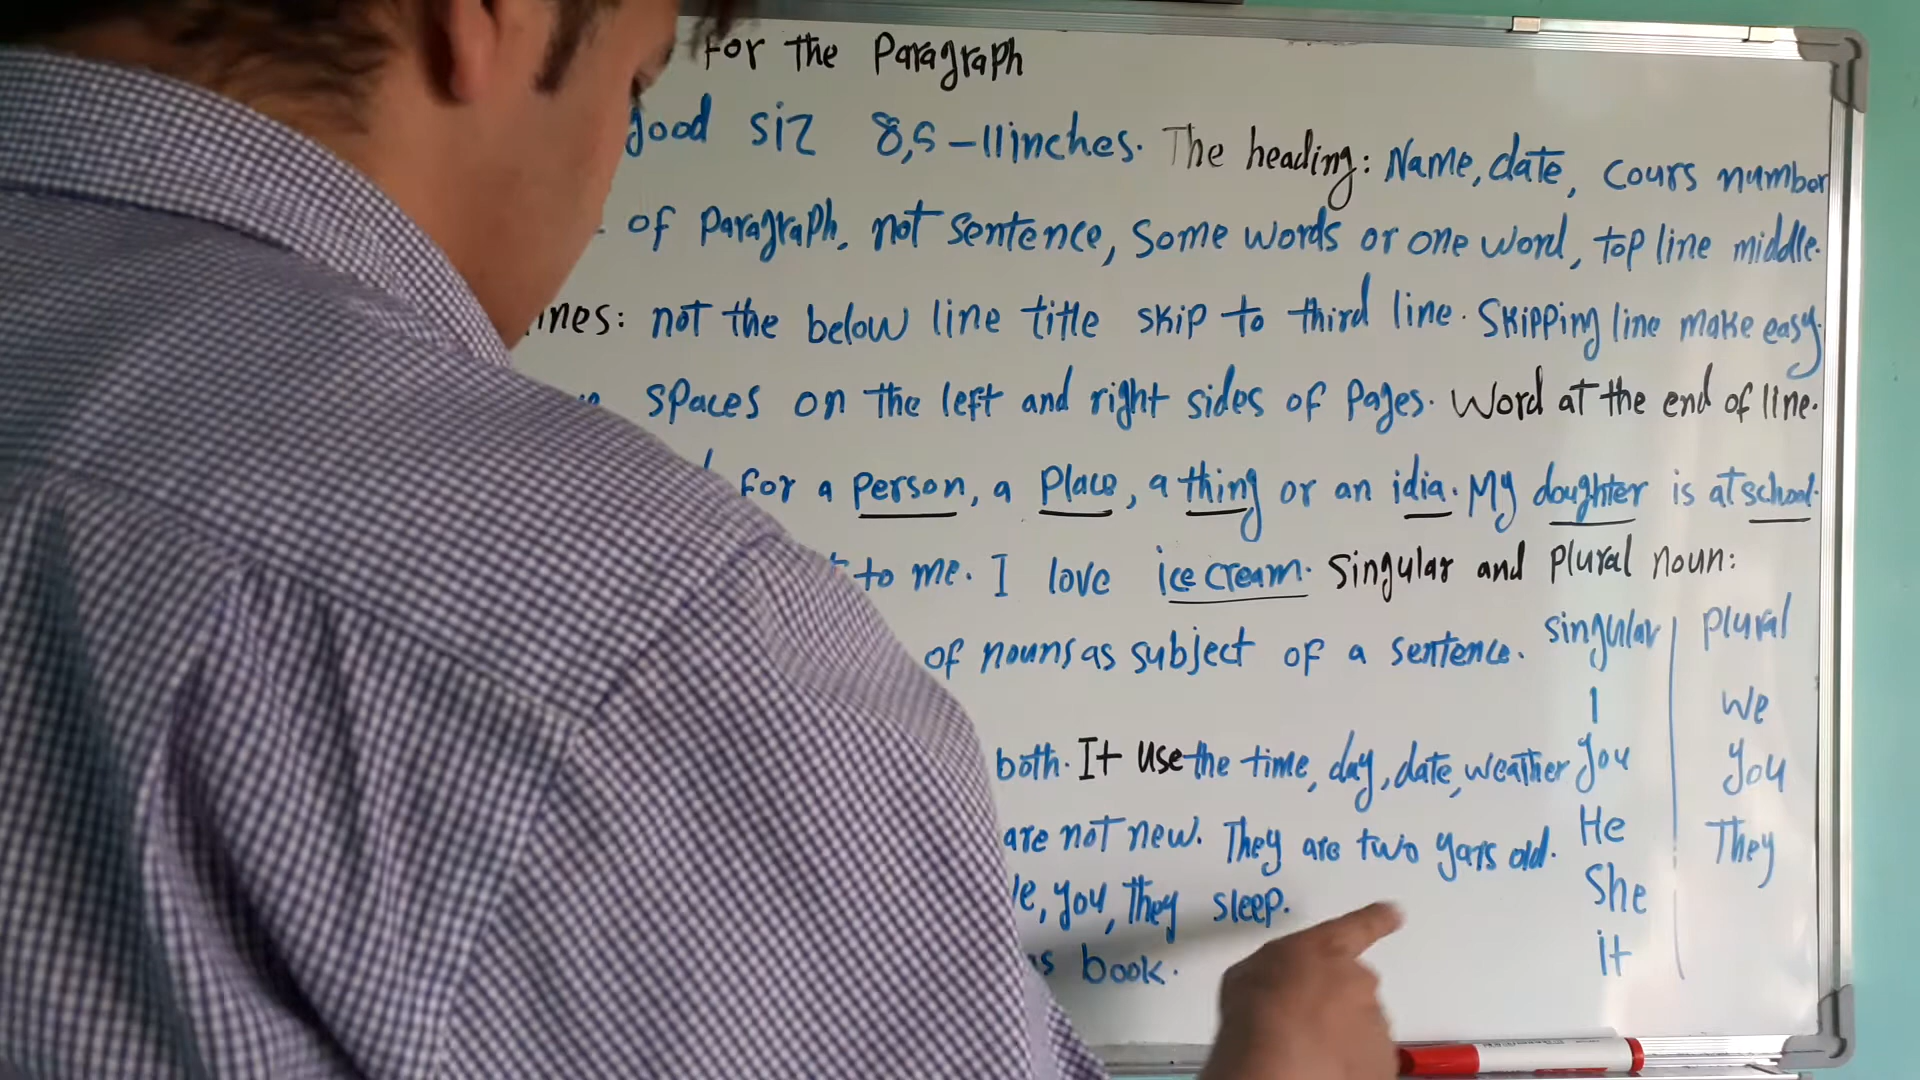 For The Paragraph
good siz 8,5-11inches. The heading: Name, date, cours number
of Paragraph, not sentence, some words or one word, top line middle.
ines: not the below line title skip to third line. Skipping line make easy.
spaces on the left and right sides of Pages. Word at the end of line.
For a person, a Place, a thing or an idia. My doughter is at school.
to me. I love ice cream. Singular and Plural noun:
of nouns as subject of a sentence. singular plural
I we
both. It use the time, day, date, weather you you
are not new. They are two yars old. He They
e, you, they sleep. She
s book. it